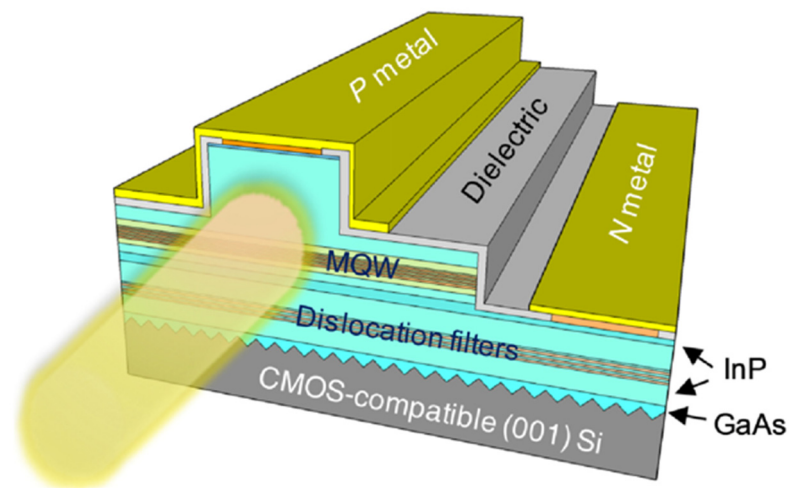 P metal
Dielectric
N metal
MQW
Dislocation filters
InP
GaAs
CMOS-compatible (001) Si